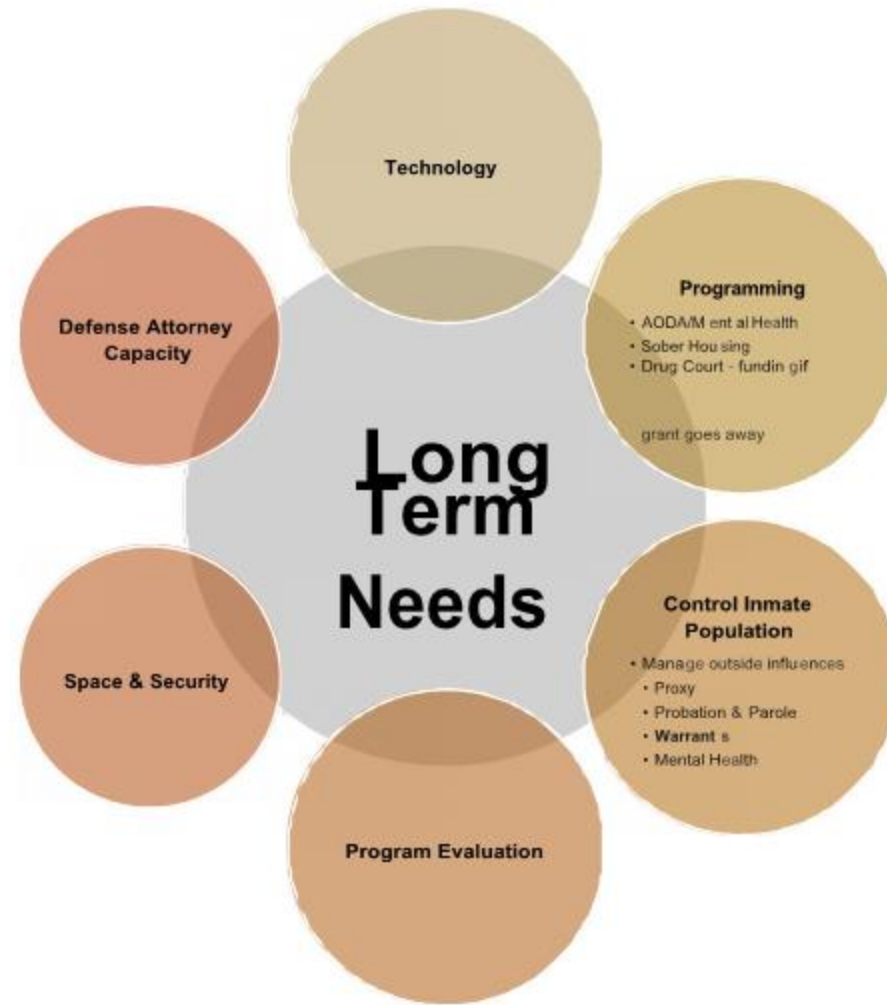 Technology
Programming
• AODA/M ent al Health
• Sober Hou sing
• Drug Court - fundin gif
grant goes away
Defense Attorney
Capacity
Long
Term
Needs
Control Inmate
Population
• Manage outside influences
• Proxy
• Probation & Parole
• Warrant s
• Mental Health
Space & Security
Program Evaluation